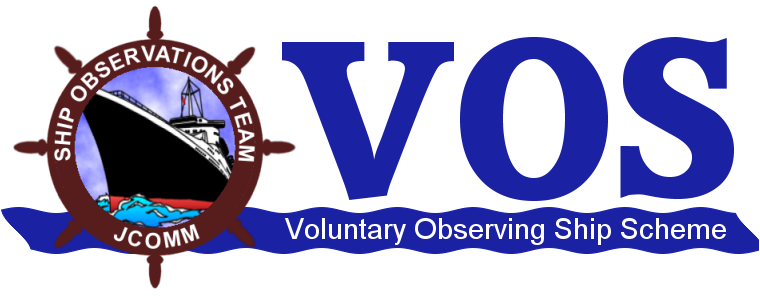 SHIP OBSERVATIONS TEAM
JCOMM
VOS
Voluntary Observing Ship Scheme